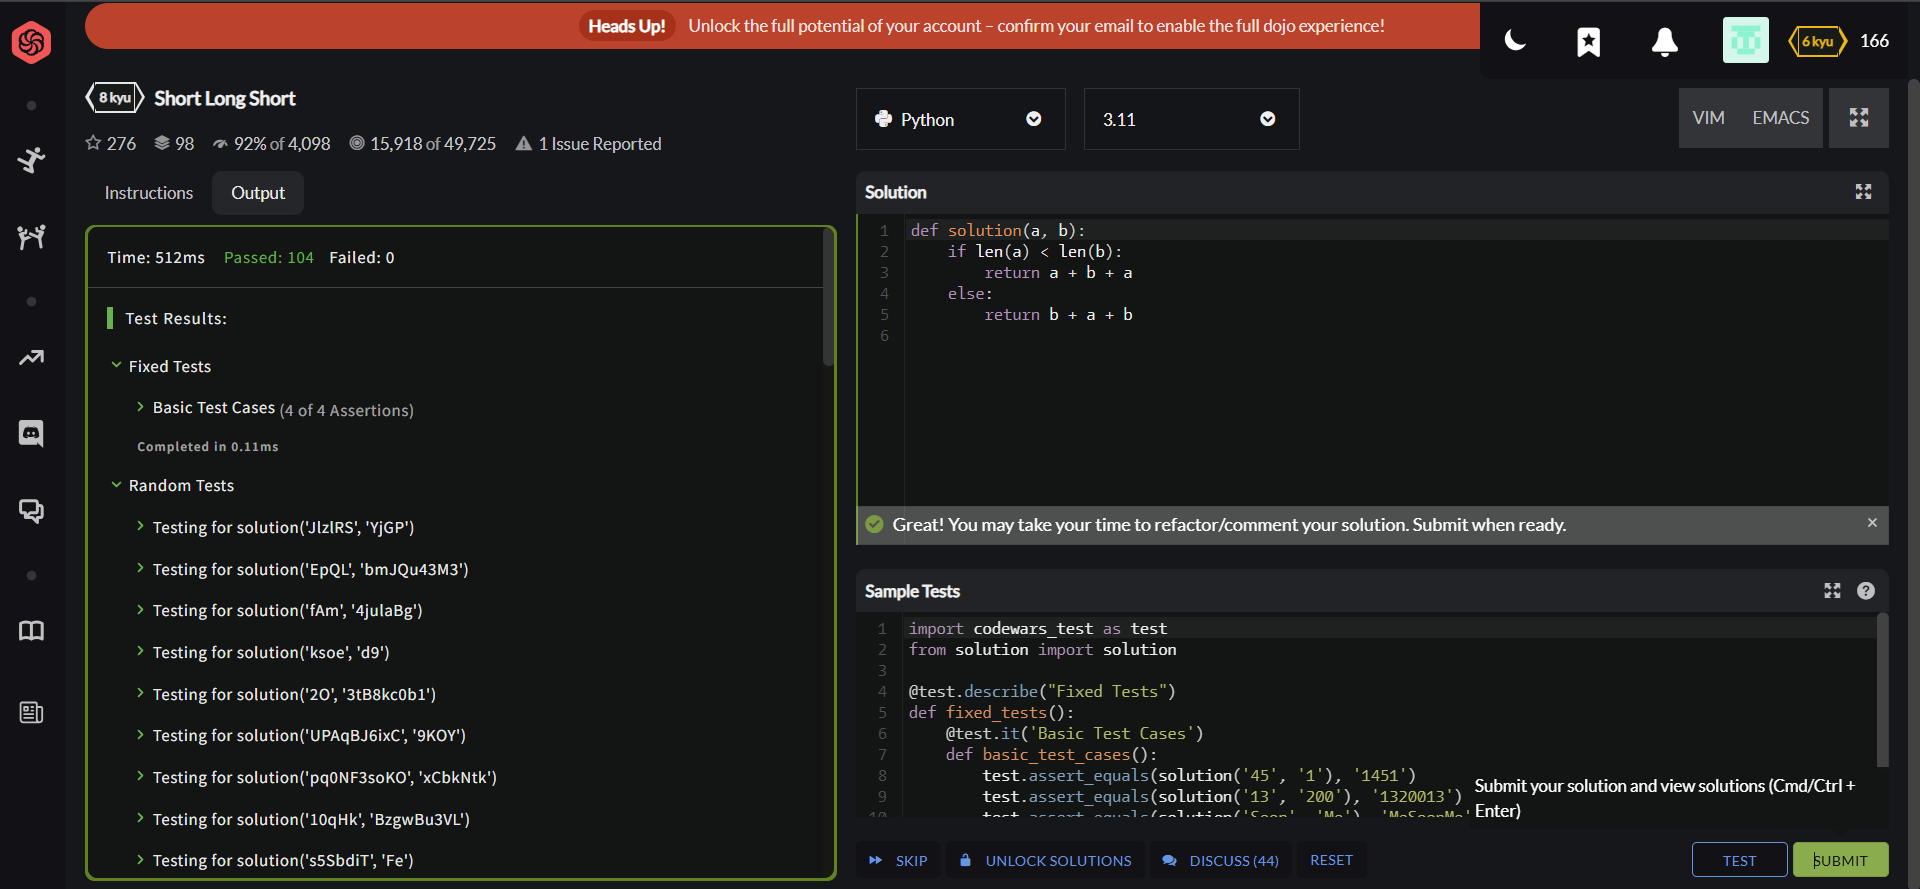 Heads Up! Unlock the full potential of your account – confirm your email to enable the full dojo experience!
6 kyu 166
8 kyu Short Long Short
276 98 92% of 4,098 15,918 of 49,725 1 Issue Reported
Instructions Output
Time: 512ms Passed: 104 Failed: 0
Test Results:
Fixed Tests
Basic Test Cases (4 of 4 Assertions)
Completed in 0.11ms
Random Tests
Testing for solution('JlzlRS', 'YjGP')
Testing for solution('EpQL', 'bmJQu43M3')
Testing for solution('fAm', '4julaBg')
Testing for solution('ksoe', 'd9')
Testing for solution('2O', '3tB8kc0b1')
Testing for solution('UPAqBJ6ixC', '9KOY')
Testing for solution('pq0NF3soKO', 'xCbkNtk')
Testing for solution('10qHk', 'BzgwBu3VL')
Testing for solution('s5SbdiT', 'Fe')
Python 3.11 VIM EMACS
Solution
1 def solution(a, b):
2     if len(a) < len(b):
3         return a + b + a
4     else:
5         return b + a + b
6
Great! You may take your time to refactor/comment your solution. Submit when ready.
Sample Tests
1 import codewars_test as test
2 from solution import solution
3
4 @test.describe("Fixed Tests")
5 def fixed_tests():
6     @test.it('Basic Test Cases')
7     def basic_test_cases():
8         test.assert_equals(solution('45', '1'), '1451')
9         test.assert_equals(solution('13', '200'), '1320013')
10         test.assert_equals(solution('Soon', 'Me'), 'MeSoonMe'
Submit your solution and view solutions (Cmd/Ctrl +
Enter)
SKIP UNLOCK SOLUTIONS DISCUSS (44) RESET TEST SUBMIT